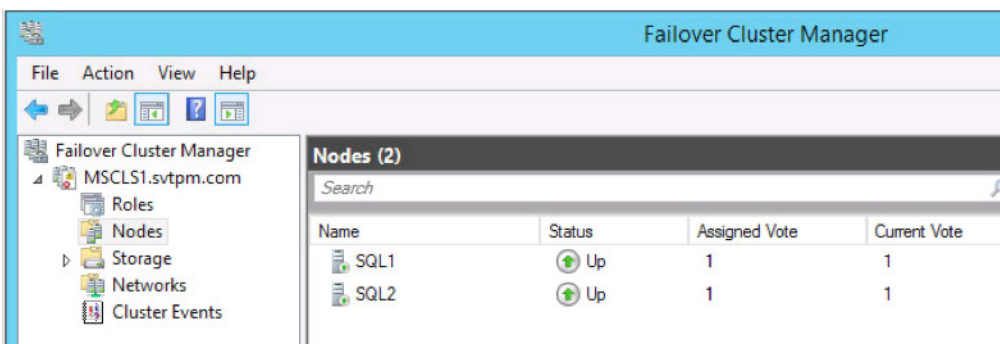 Failover Cluster Manager
File Action View Help
Failover Cluster Manager
MSCLS1.svtpm.com
Roles
Nodes
Storage
Networks
Cluster Events
Nodes (2)
Search
Name Status Assigned Vote Current Vote
SQL1 Up 1 1
SQL2 Up 1 1